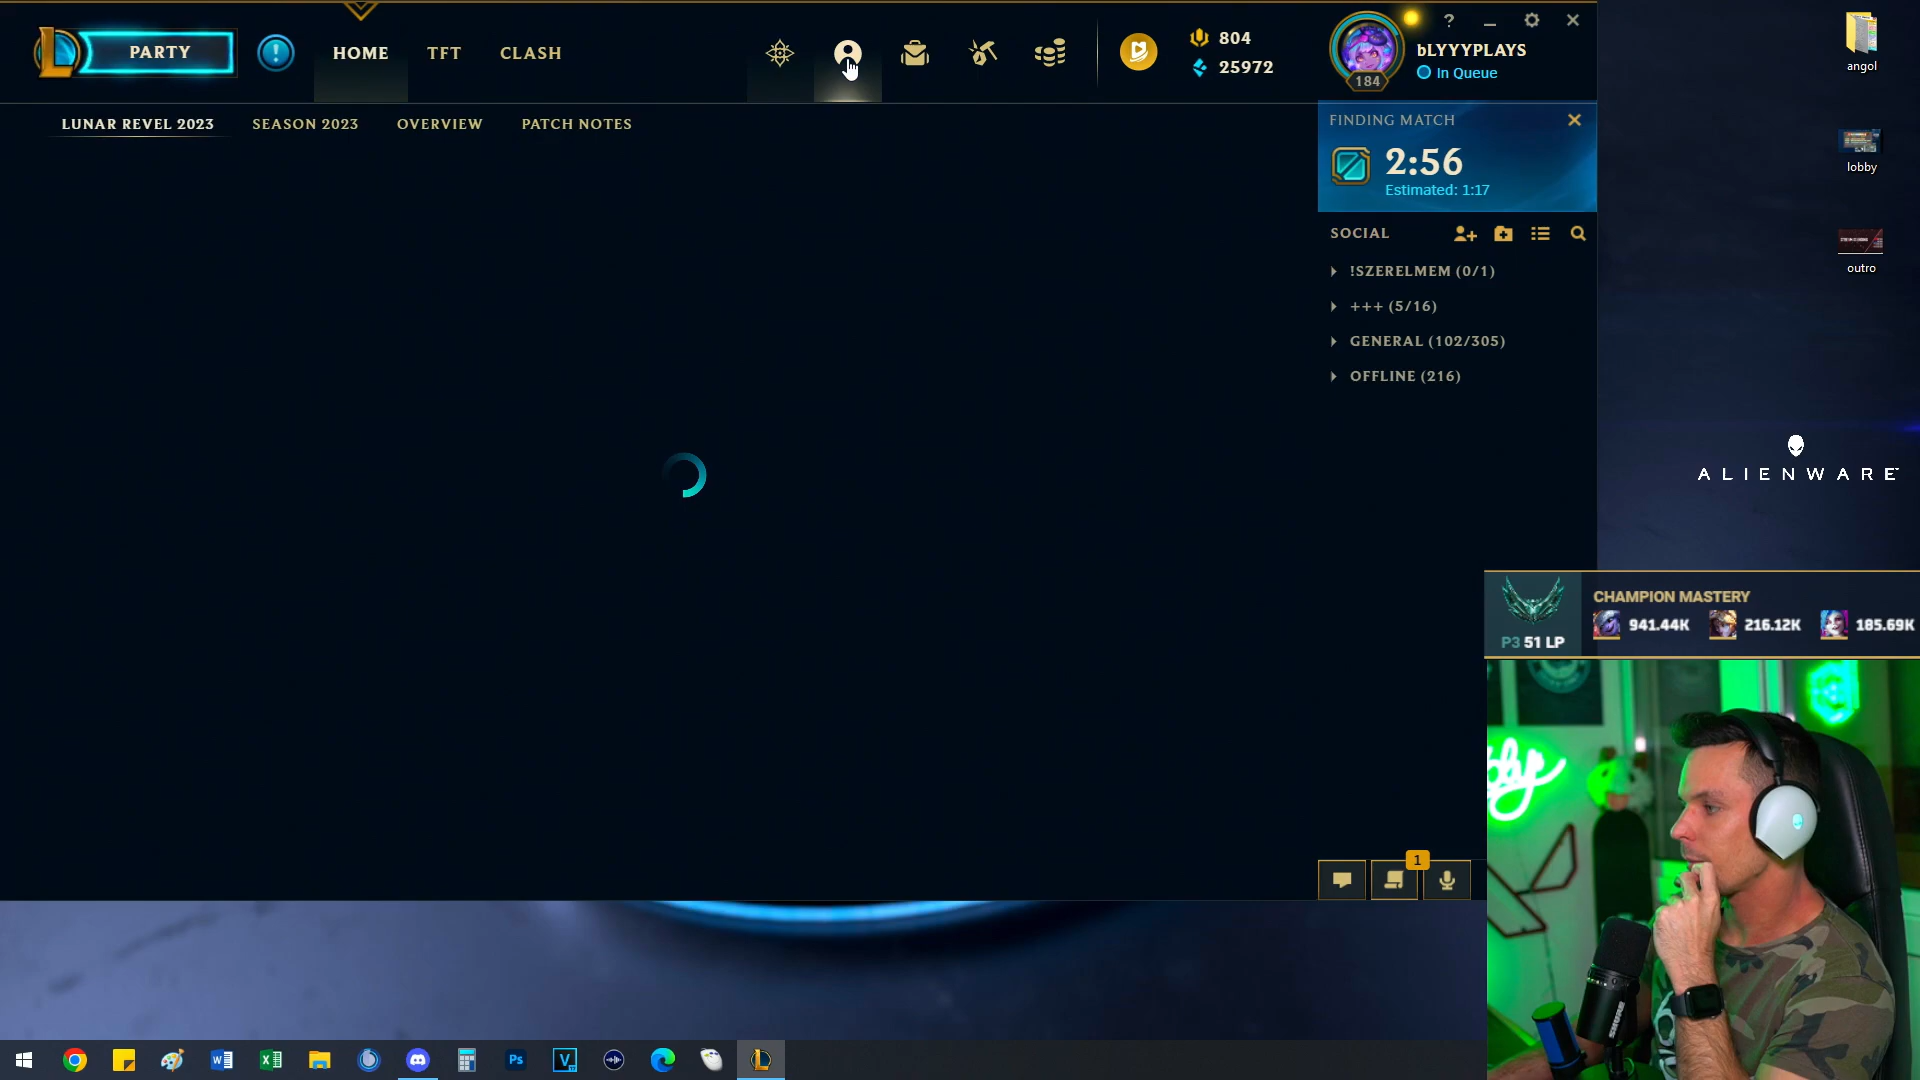 PARTY
HOME
TFT
CLASH
804
25972
184
bLYYYPLAYS
In Queue
?
LUNAR REVEL 2023
SEASON 2023
OVERVIEW
PATCH NOTES
FINDING MATCH
2:56
Estimated: 1:17
SOCIAL
!SZERELMEM (0/1)
+++ (5/16)
GENERAL (102/305)
OFFLINE (216)
angol
lobby
outro
ALIENWARE
CHAMPION MASTERY
941.44K
216.12K
185.69K
P3 51 LP
1
SHURE
Ps